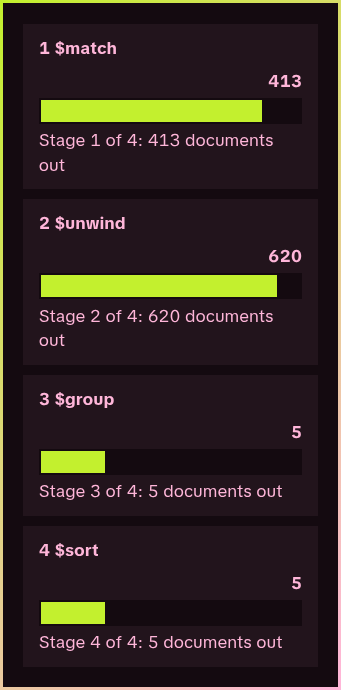 1 $match
413
Stage 1 of 4: 413 documents
out
2 $unwind
620
Stage 2 of 4: 620 documents
out
3 $group
5
Stage 3 of 4: 5 documents out
4 $sort
5
Stage 4 of 4: 5 documents out